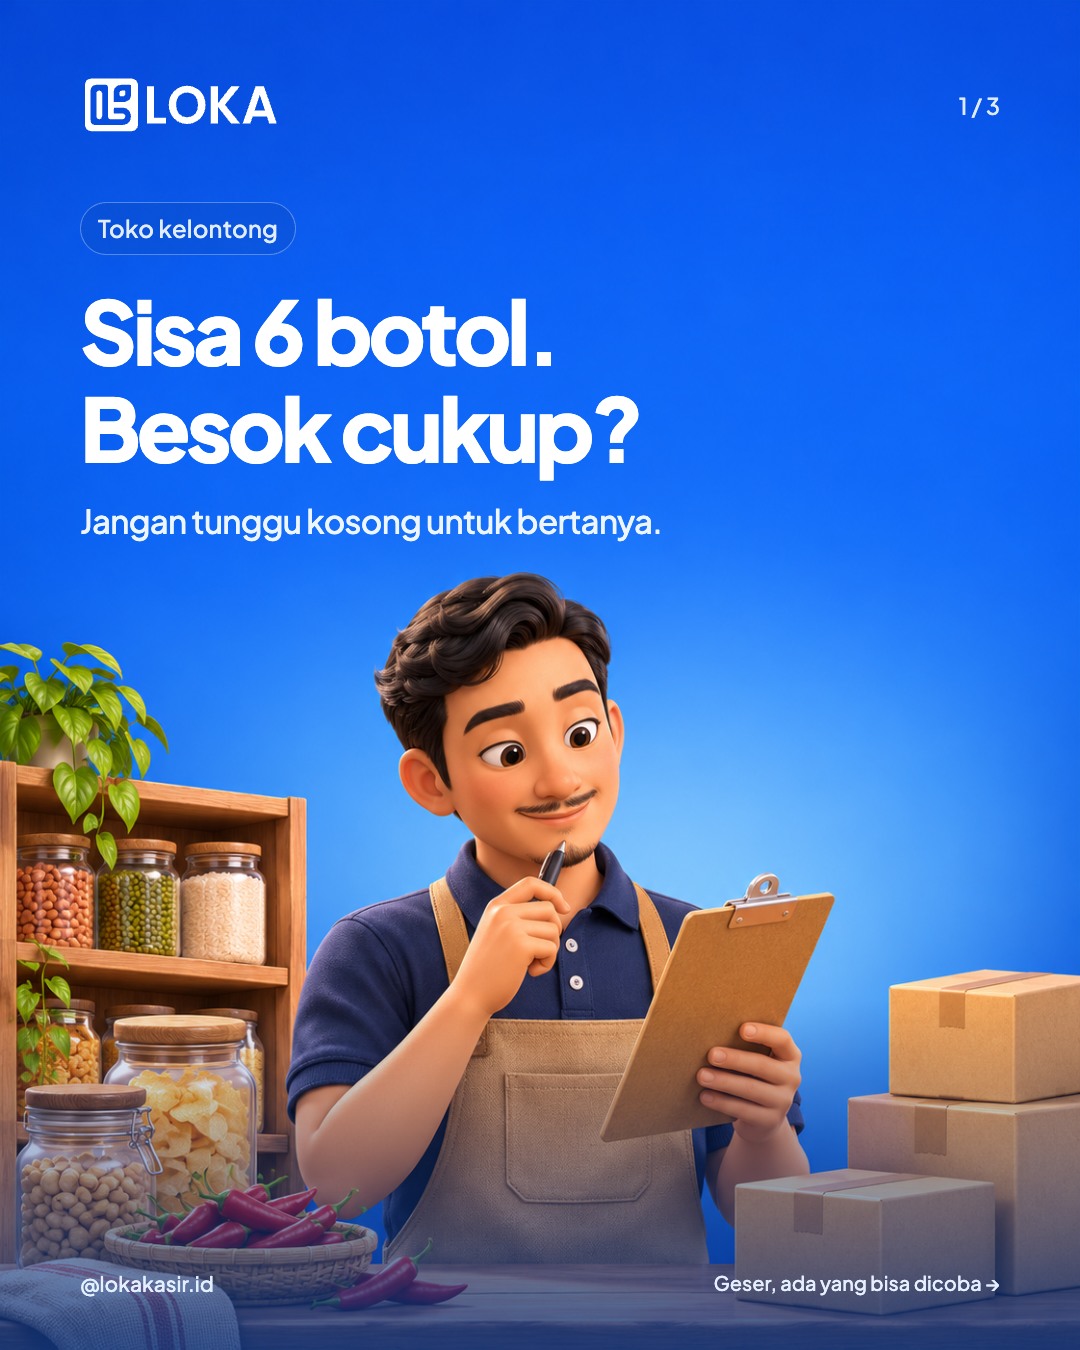 LOKA
1 / 3
Toko kelontong
Sisa 6 botol.
Besok cukup?
Jangan tunggu kosong untuk bertanya.
@lokakasir.id
Geser, ada yang bisa dicoba →